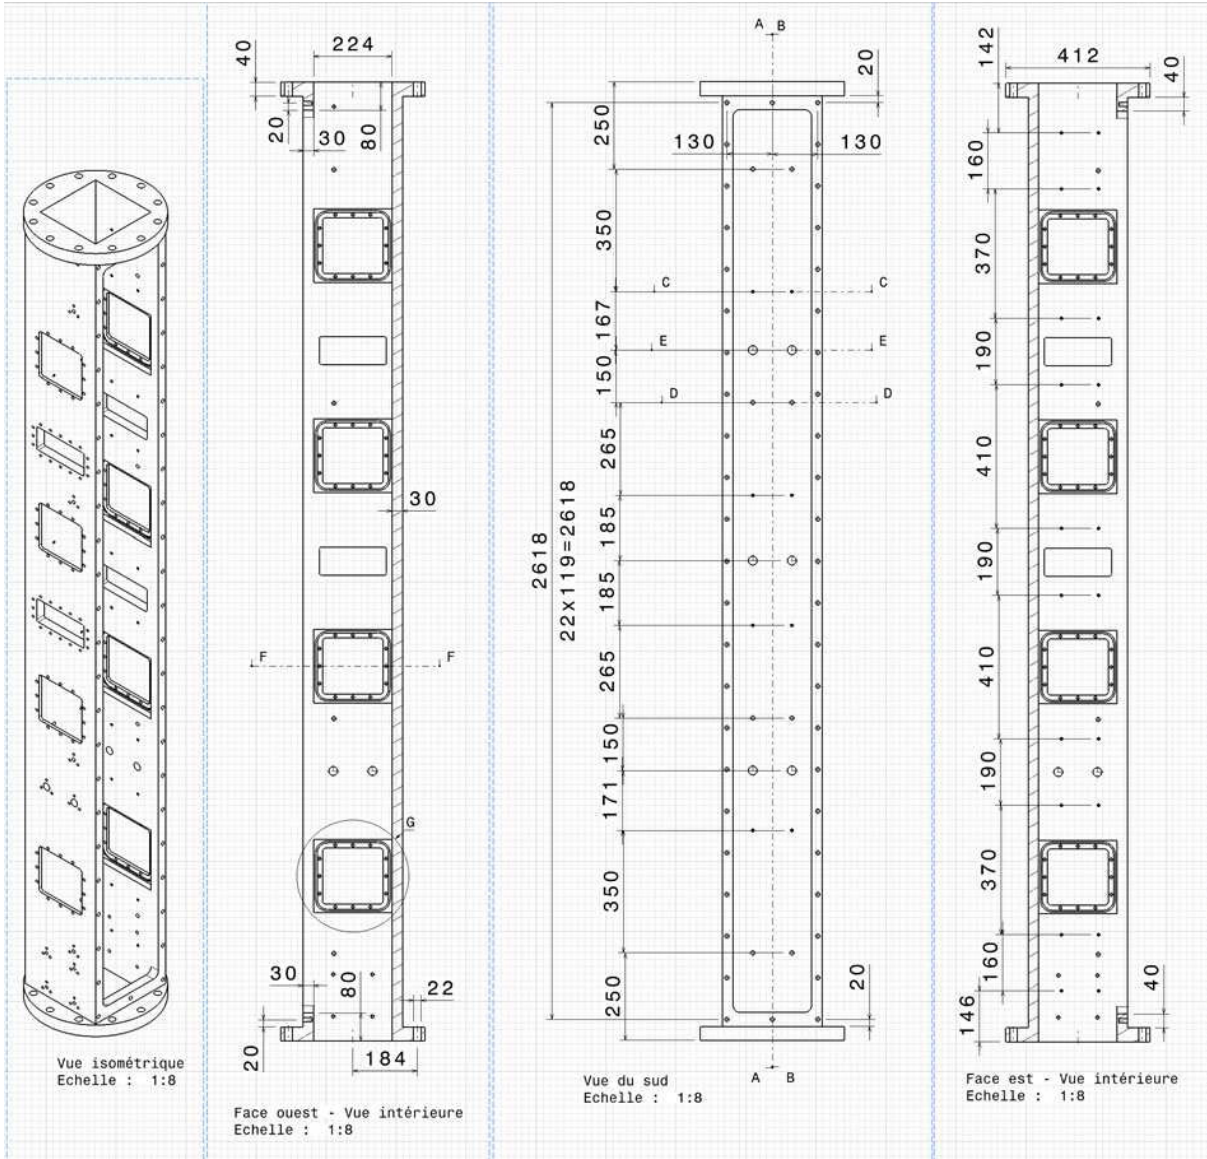 Vue isométrique
Echelle : 1:8
40
224
20
30
80
30
F
F
G
30
80
22
20
184
Face ouest - Vue intérieure
Echelle : 1:8
A
B
20
250
130
130
350
C
C
167
E
E
150
D
D
265
185
2618
22x119=2618
185
265
150
171
350
250
20
A
B
Vue du sud
Echelle : 1:8
142
412
40
160
370
190
410
190
410
190
370
160
146
40
Face est - Vue intérieure
Echelle : 1:8